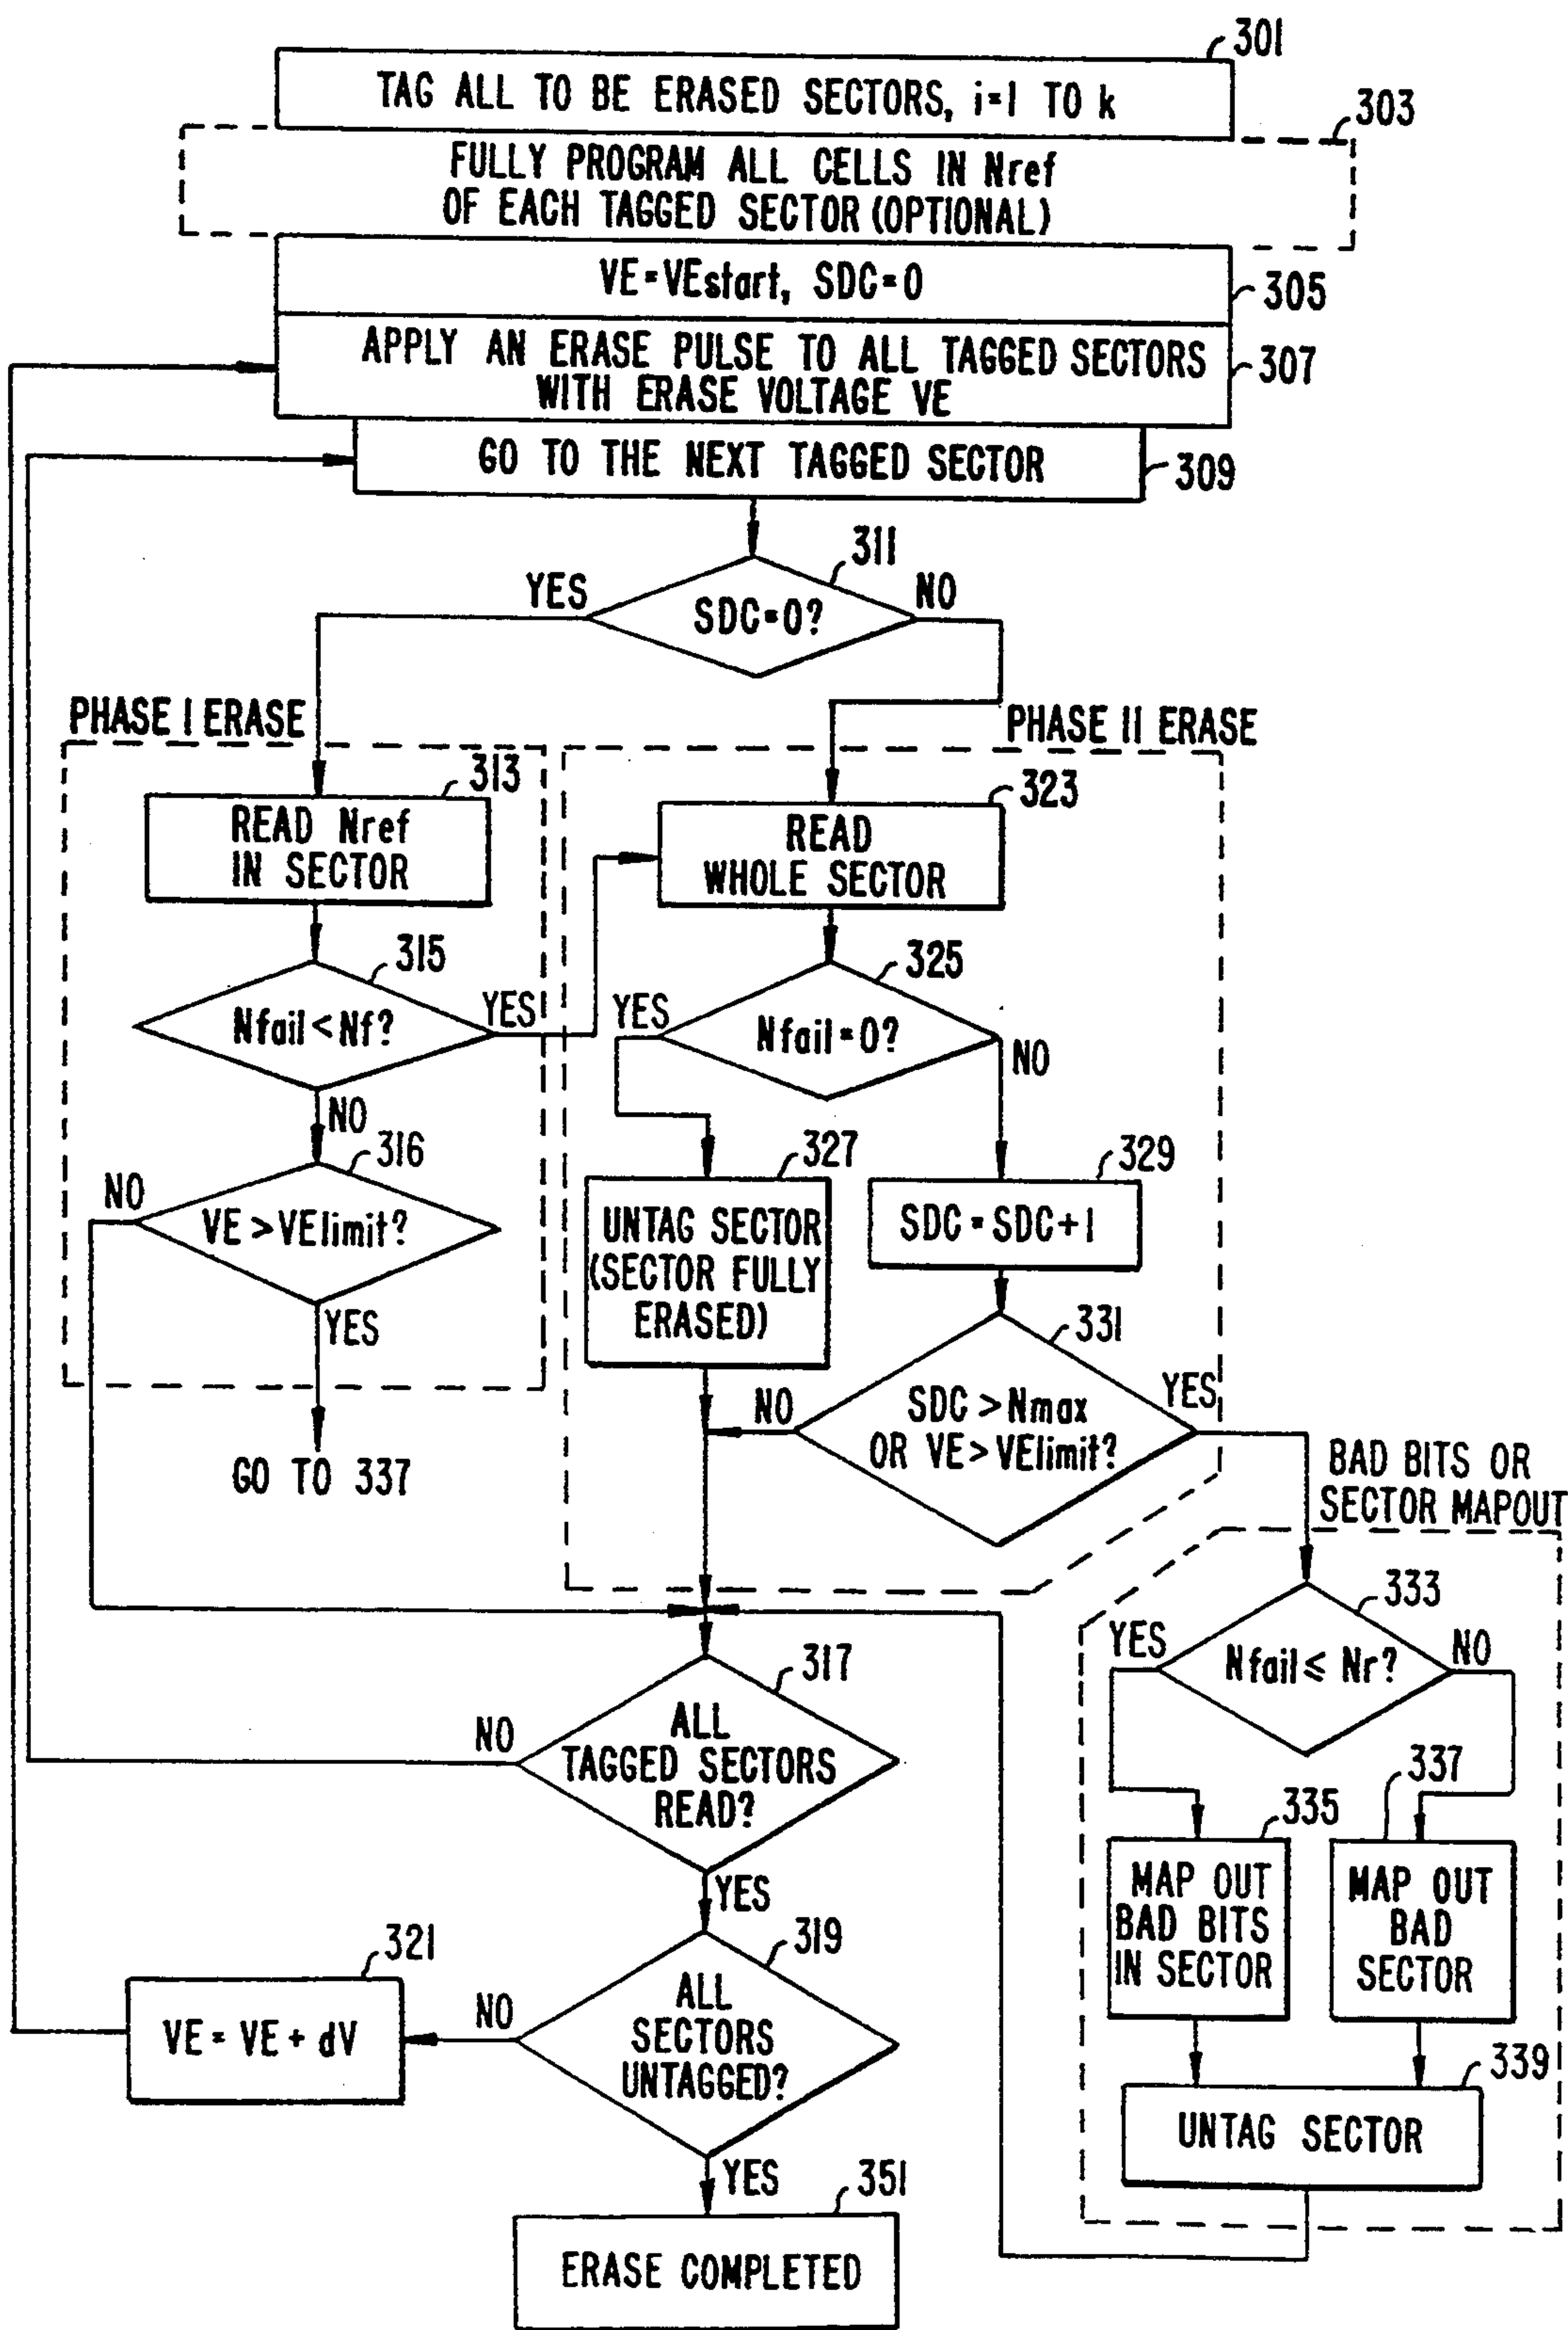 301
TAG ALL TO BE ERASED SECTORS, i=1 TO k
303
FULLY PROGRAM ALL CELLS IN Nref
OF EACH TAGGED SECTOR (OPTIONAL)
VE=VEstart, SDC=0
305
APPLY AN ERASE PULSE TO ALL TAGGED SECTORS
WITH ERASE VOLTAGE VE
307
GO TO THE NEXT TAGGED SECTOR
309
311
YES
NO
SDC=0?
PHASE I ERASE
PHASE II ERASE
313
READ Nref
IN SECTOR
323
READ
WHOLE SECTOR
315
Nfail<Nf?
YES
NO
325
YES
Nfail=0?
NO
316
NO
VE>VElimit?
YES
GO TO 337
327
UNTAG SECTOR
(SECTOR FULLY
ERASED)
329
SDC=SDC+1
331
NO
SDC>Nmax
OR VE>VElimit?
YES
BAD BITS OR
SECTOR MAPOUT
333
YES
Nfail≤Nr?
NO
317
NO
ALL
TAGGED SECTORS
READ?
YES
335
MAP OUT
BAD BITS
IN SECTOR
337
MAP OUT
BAD
SECTOR
321
VE=VE+dV
319
NO
ALL
SECTORS
UNTAGGED?
YES
339
UNTAG SECTOR
351
ERASE COMPLETED